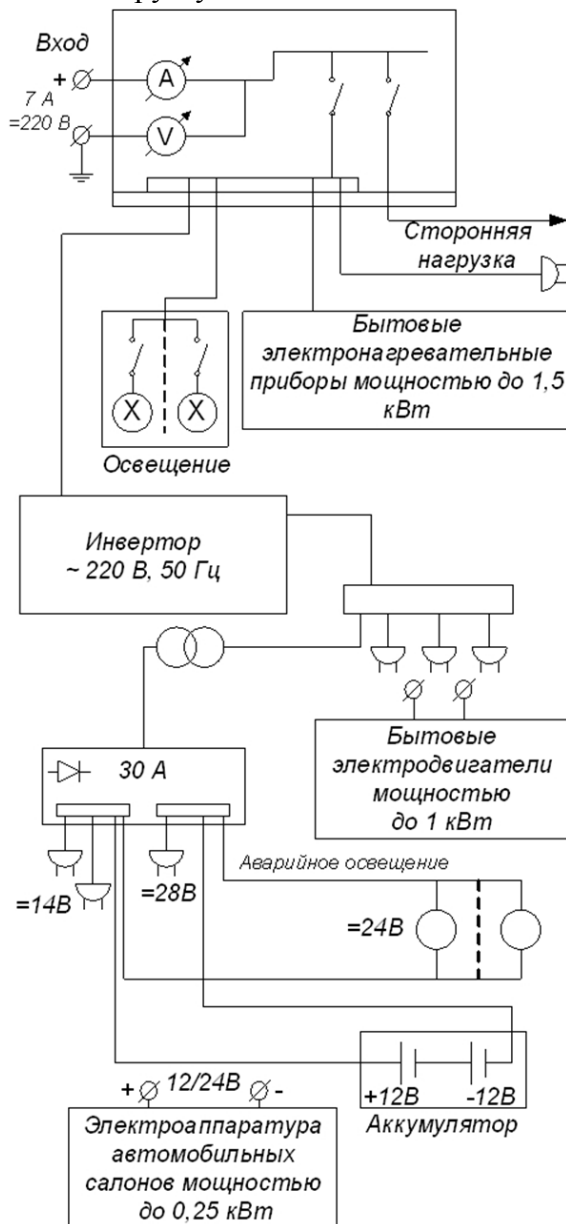 Вход
+
7 А
=220 В
A
V
Сторонняя
нагрузка
Бытовые
электронагревательные
приборы мощностью до 1,5
кВт
X
X
Освещение
Инвертор
~ 220 В, 50 Гц
30 А
Бытовые
электродвигатели
мощностью
до 1 кВт
=14В
=28В
Аварийное освещение
=24В
+12В
-12В
Аккумулятор
+
12/24В
-
Электроаппаратура
автомобильных
салонов мощностью
до 0,25 кВт